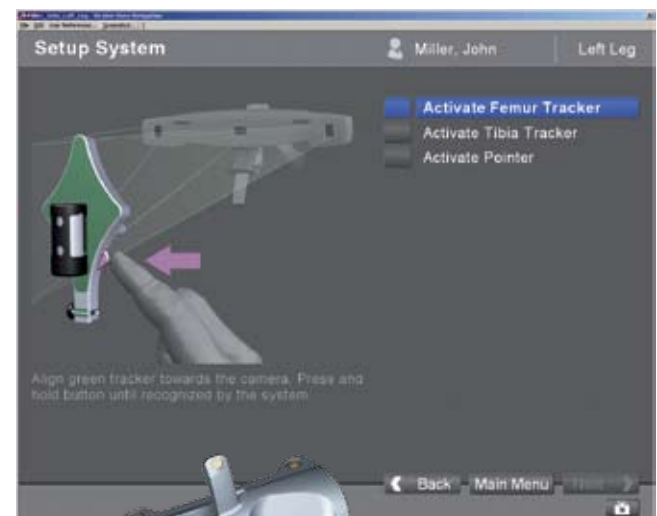 Setup System
Miller, John
Left Leg
Activate Femur Tracker
Activate Tibia Tracker
Activate Pointer
Align green tracker towards the camera. Press and
hold button until recognized by the system
Back
Main Menu